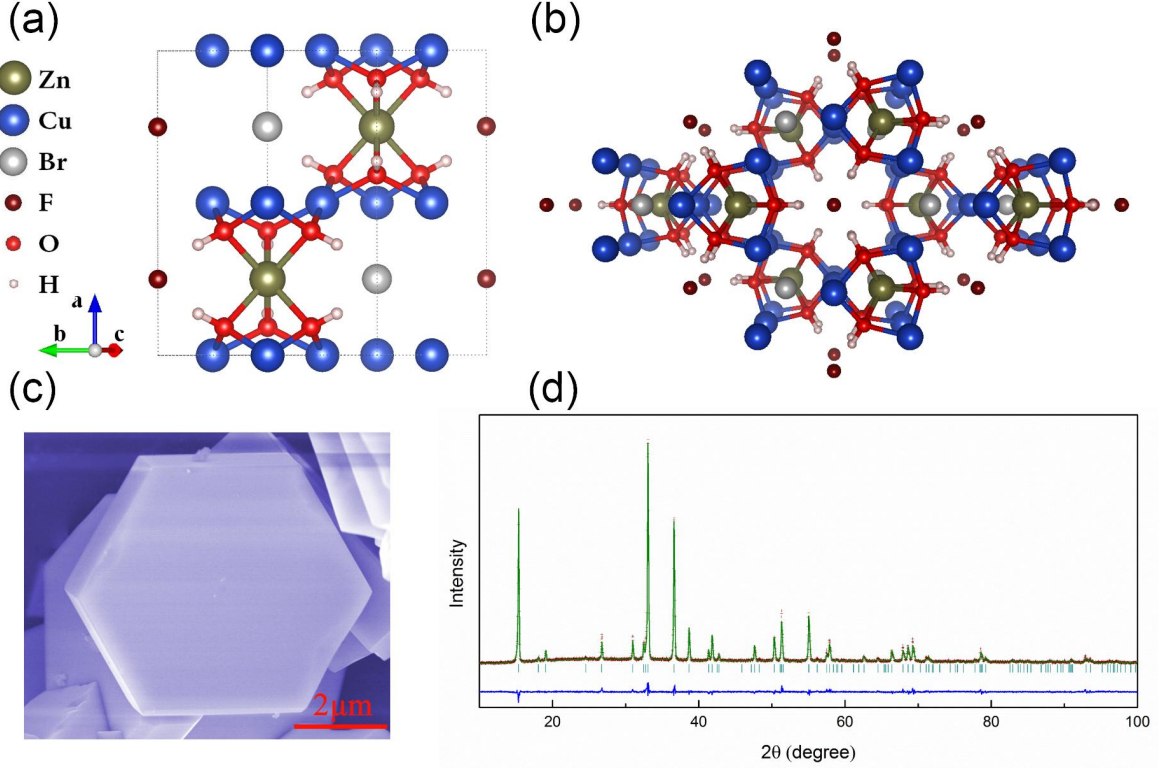 (a)
(b)
Zn
Cu
Br
F
O
H
a
b
c
(c)
(d)
2μm
Intensity
20
40
60
80
100
2θ (degree)